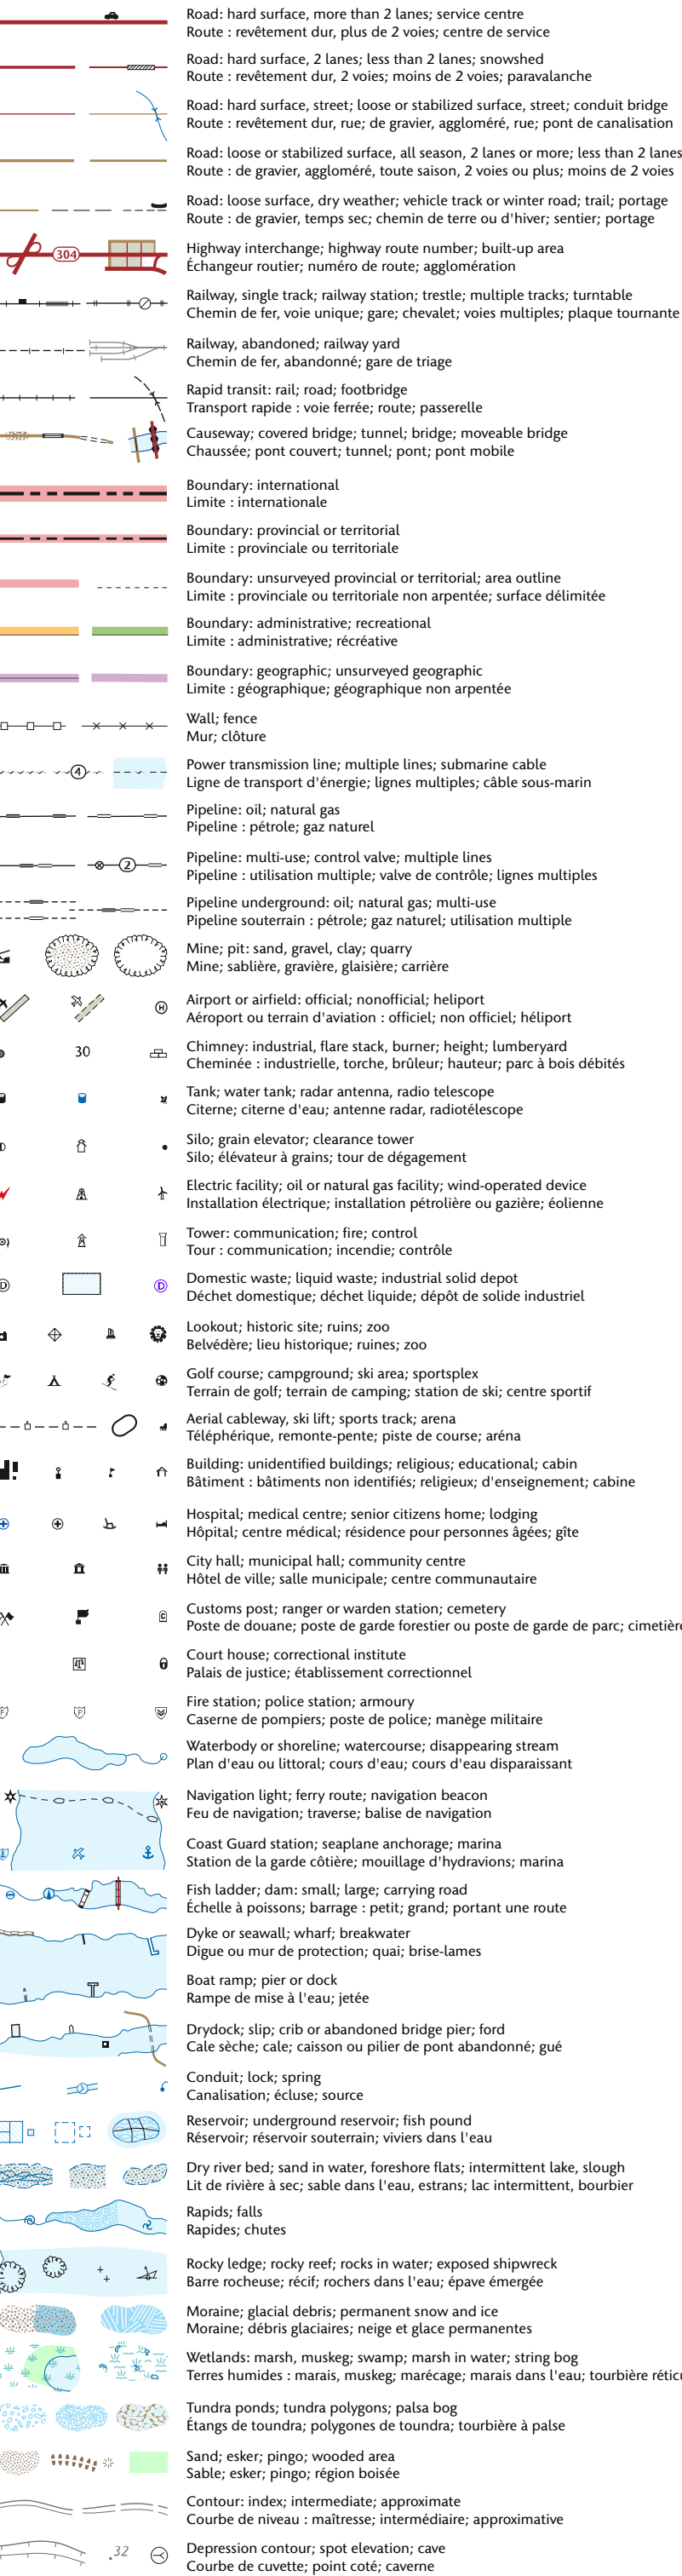 Road: hard surface, more than 2 lanes; service centre
Route : revêtement dur, plus de 2 voies; centre de service
Road: hard surface, 2 lanes; less than 2 lanes; snowshed
Route : revêtement dur, 2 voies; moins de 2 voies; paravalanche
Road: hard surface, street; loose or stabilized surface, street; conduit bridge
Route : revêtement dur, rue; de gravier, aggloméré, rue; pont de canalisation
Road: loose or stabilized surface, all season, 2 lanes or more; less than 2 lanes
Route : de gravier, aggloméré, toute saison, 2 voies ou plus; moins de 2 voies
Road: loose surface, dry weather; vehicle track or winter road; trail; portage
Route : de gravier, temps sec; chemin de terre ou d'hiver; sentier; portage
304
Highway interchange; highway route number; built-up area
Échangeur routier; numéro de route; agglomération
Railway, single track; railway station; trestle; multiple tracks; turntable
Chemin de fer, voie unique; gare; chevalet; voies multiples; plaque tournante
Railway, abandoned; railway yard
Chemin de fer, abandonné; gare de triage
Rapid transit: rail; road; footbridge
Transport rapide : voie ferrée; route; passerelle
Causeway; covered bridge; tunnel; bridge; moveable bridge
Chaussée; pont couvert; tunnel; pont; pont mobile
Boundary: international
Limite : internationale
Boundary: provincial or territorial
Limite : provinciale ou territoriale
Boundary: unsurveyed provincial or territorial; area outline
Limite : provinciale ou territoriale non arpentée; surface délimitée
Boundary: administrative; recreational
Limite : administrative; récréative
Boundary: geographic; unsurveyed geographic
Limite : géographique; géographique non arpentée
Wall; fence
Mur; clôture
4
Power transmission line; multiple lines; submarine cable
Ligne de transport d'énergie; lignes multiples; câble sous-marin
Pipeline: oil; natural gas
Pipeline : pétrole; gaz naturel
2
Pipeline: multi-use; control valve; multiple lines
Pipeline : utilisation multiple; valve de contrôle; lignes multiples
Pipeline underground: oil; natural gas; multi-use
Pipeline souterrain : pétrole; gaz naturel; utilisation multiple
Mine; pit: sand, gravel, clay; quarry
Mine; sablière, gravière, glaisière; carrière
H
Airport or airfield: official; nonofficial; heliport
Aéroport ou terrain d'aviation : officiel; non officiel; héliport
30
Chimney: industrial, flare stack, burner; height; lumberyard
Cheminée : industrielle, torche, brûleur; hauteur; parc à bois débités
Tank; water tank; radar antenna, radio telescope
Citerne; citerne d'eau; antenne radar, radiotélescope
Silo; grain elevator; clearance tower
Silo; élévateur à grains; tour de dégagement
Electric facility; oil or natural gas facility; wind-operated device
Installation électrique; installation pétrolière ou gazière; éolienne
Tower: communication; fire; control
Tour : communication; incendie; contrôle
D D
Domestic waste; liquid waste; industrial solid depot
Déchet domestique; déchet liquide; dépôt de solide industriel
Lookout; historic site; ruins; zoo
Belvédère; lieu historique; ruines; zoo
Golf course; campground; ski area; sportsplex
Terrain de golf; terrain de camping; station de ski; centre sportif
Aerial cableway, ski lift; sports track; arena
Téléphérique, remonte-pente; piste de course; aréna
Building: unidentified buildings; religious; educational; cabin
Bâtiment : bâtiments non identifiés; religieux; d'enseignement; cabine
Hospital; medical centre; senior citizens home; lodging
Hôpital; centre médical; résidence pour personnes âgées; gîte
City hall; municipal hall; community centre
Hôtel de ville; salle municipale; centre communautaire
C
Customs post; ranger or warden station; cemetery
Poste de douane; poste de garde forestier ou poste de garde de parc; cimetière
Court house; correctional institute
Palais de justice; établissement correctionnel
F P
Fire station; police station; armoury
Caserne de pompiers; poste de police; manège militaire
Waterbody or shoreline; watercourse; disappearing stream
Plan d'eau ou littoral; cours d'eau; cours d'eau disparaissant
Navigation light; ferry route; navigation beacon
Feu de navigation; traverse; balise de navigation
Coast Guard station; seaplane anchorage; marina
Station de la garde côtière; mouillage d'hydravions; marina
Fish ladder; dam: small; large; carrying road
Échelle à poissons; barrage : petit; grand; portant une route
Dyke or seawall; wharf; breakwater
Digue ou mur de protection; quai; brise-lames
Boat ramp; pier or dock
Rampe de mise à l'eau; jetée
Drydock; slip; crib or abandoned bridge pier; ford
Cale sèche; cale; caisson ou pilier de pont abandonné; gué
Conduit; lock; spring
Canalisation; écluse; source
Reservoir; underground reservoir; fish pound
Réservoir; réservoir souterrain; viviers dans l'eau
Dry river bed; sand in water, foreshore flats; intermittent lake, slough
Lit de rivière à sec; sable dans l'eau, estrans; lac intermittent, bourbier
Rapids; falls
Rapides; chutes
Rocky ledge; rocky reef; rocks in water; exposed shipwreck
Barre rocheuse; récif; rochers dans l'eau; épave émergée
Moraine; glacial debris; permanent snow and ice
Moraine; débris glaciaires; neige et glace permanentes
Wetlands: marsh, muskeg; swamp; marsh in water; string bog
Terres humides : marais, muskeg; marécage; marais dans l'eau; tourbière réticu
Tundra ponds; tundra polygons; palsa bog
Étangs de toundra; polygones de toundra; tourbière à palse
Sand; esker; pingo; wooded area
Sable; esker; pingo; région boisée
Contour: index; intermediate; approximate
Courbe de niveau : maîtresse; intermédiaire; approximative
.32
Depression contour; spot elevation; cave
Courbe de cuvette; point coté; caverne